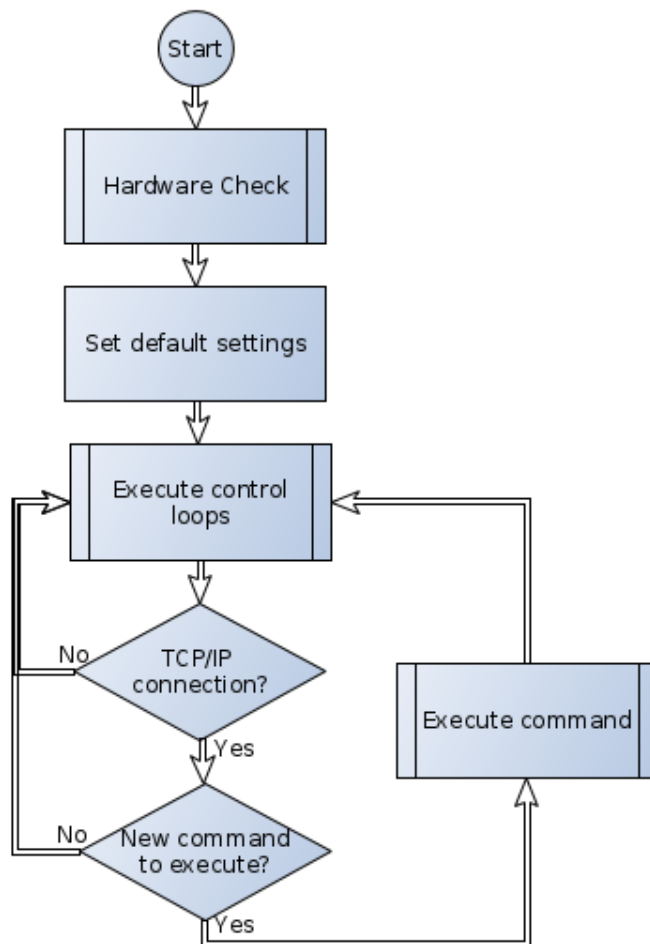 Start
Hardware Check
Set default settings
Execute control
loops
No
TCP/IP
connection?
Yes
Execute command
No
New command
to execute?
Yes